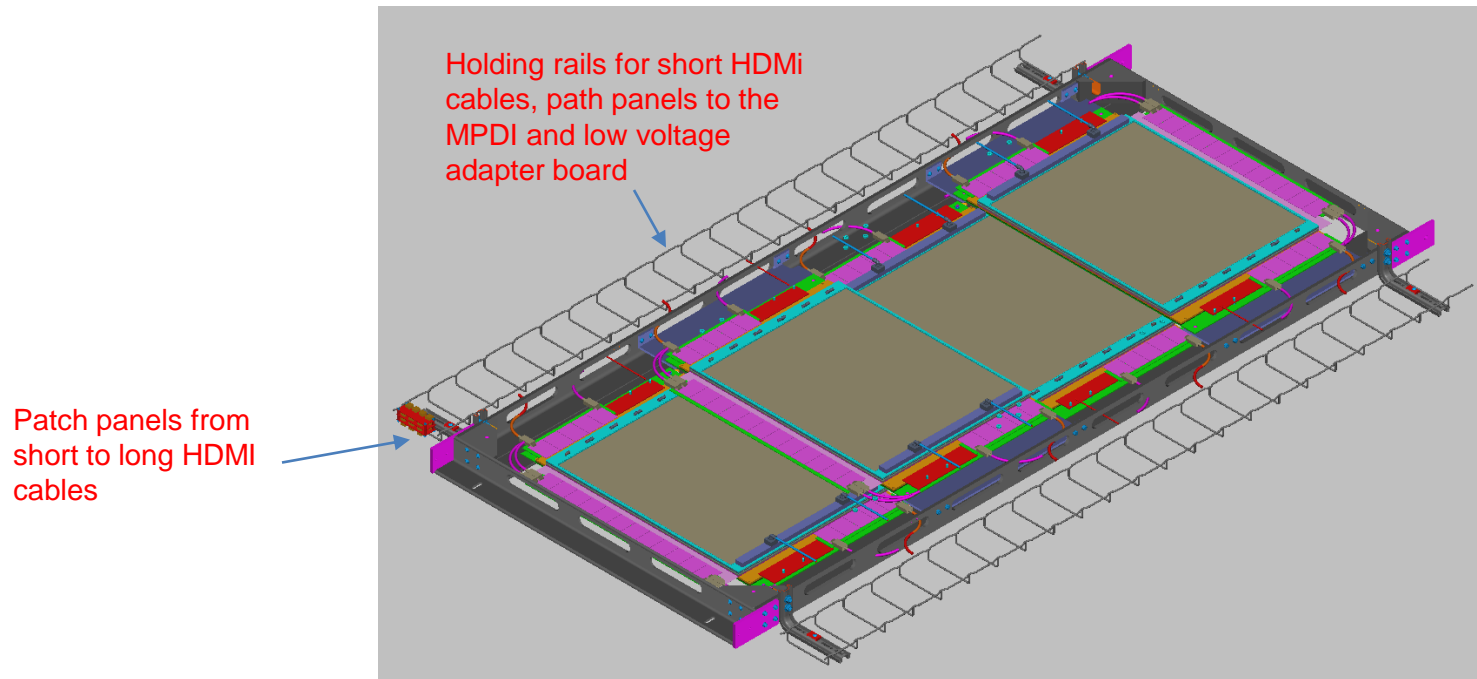 Holding rails for short HDMi
cables, path panels to the
MPDI and low voltage
adapter board
Patch panels from
short to long HDMI
cables